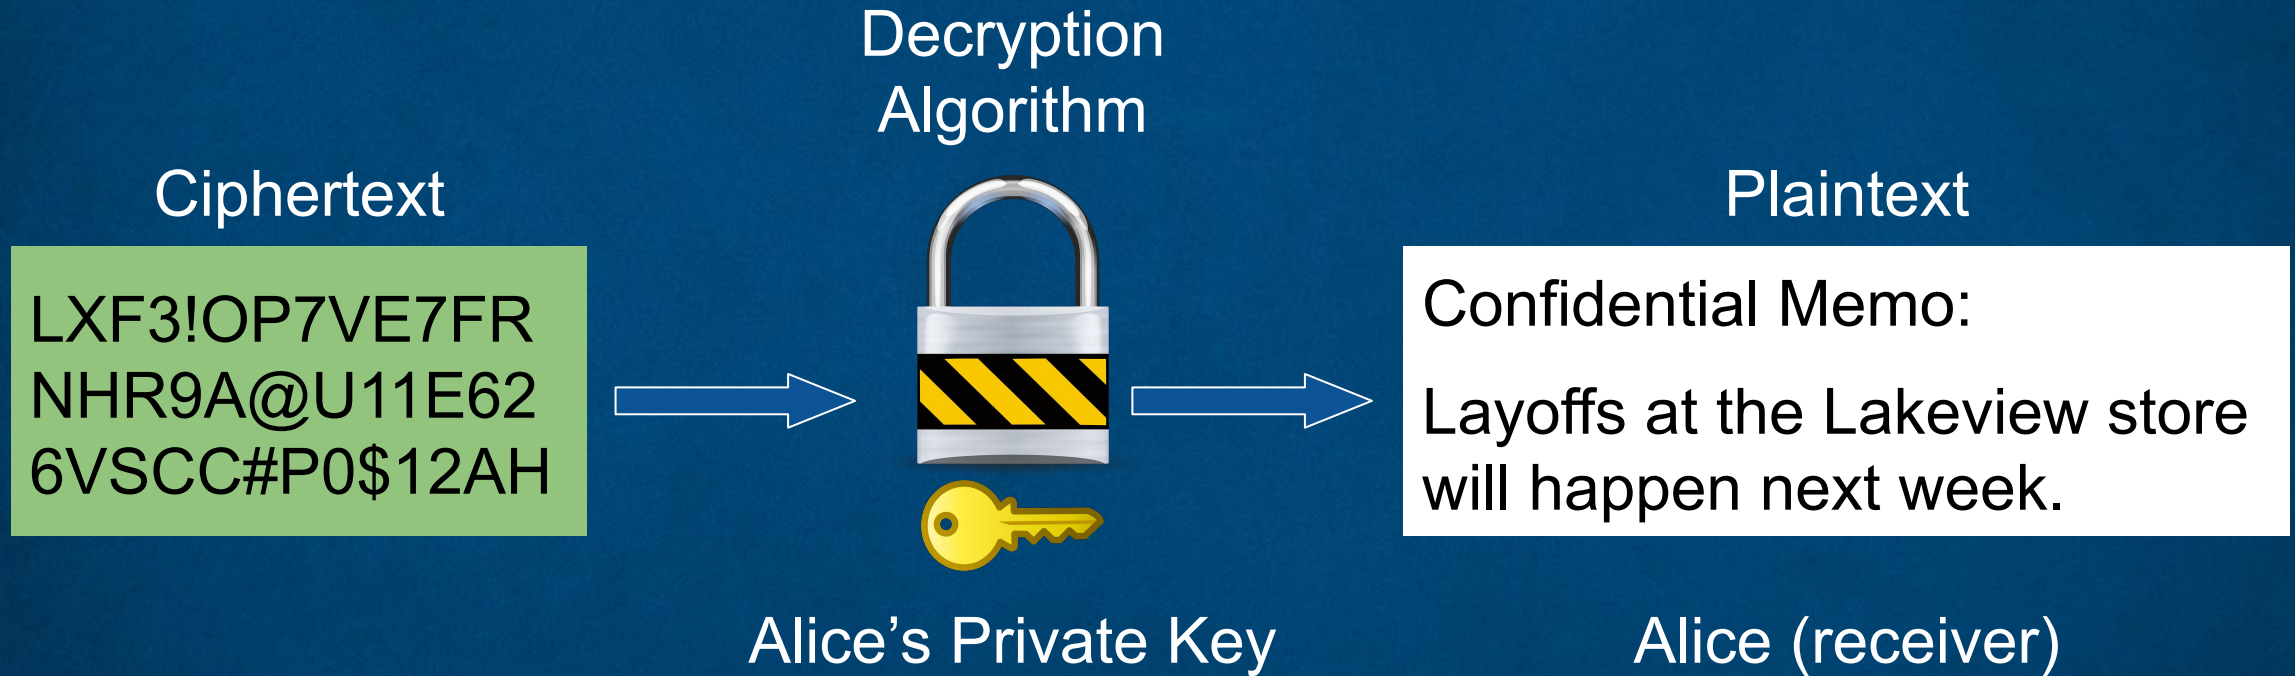 Decryption
Algorithm
Ciphertext
Plaintext
LXF3!OP7VE7FR
NHR9A@U11E62
6VSCC#P0$12AH
Confidential Memo:
Layoffs at the Lakeview store
will happen next week.
Alice’s Private Key
Alice (receiver)